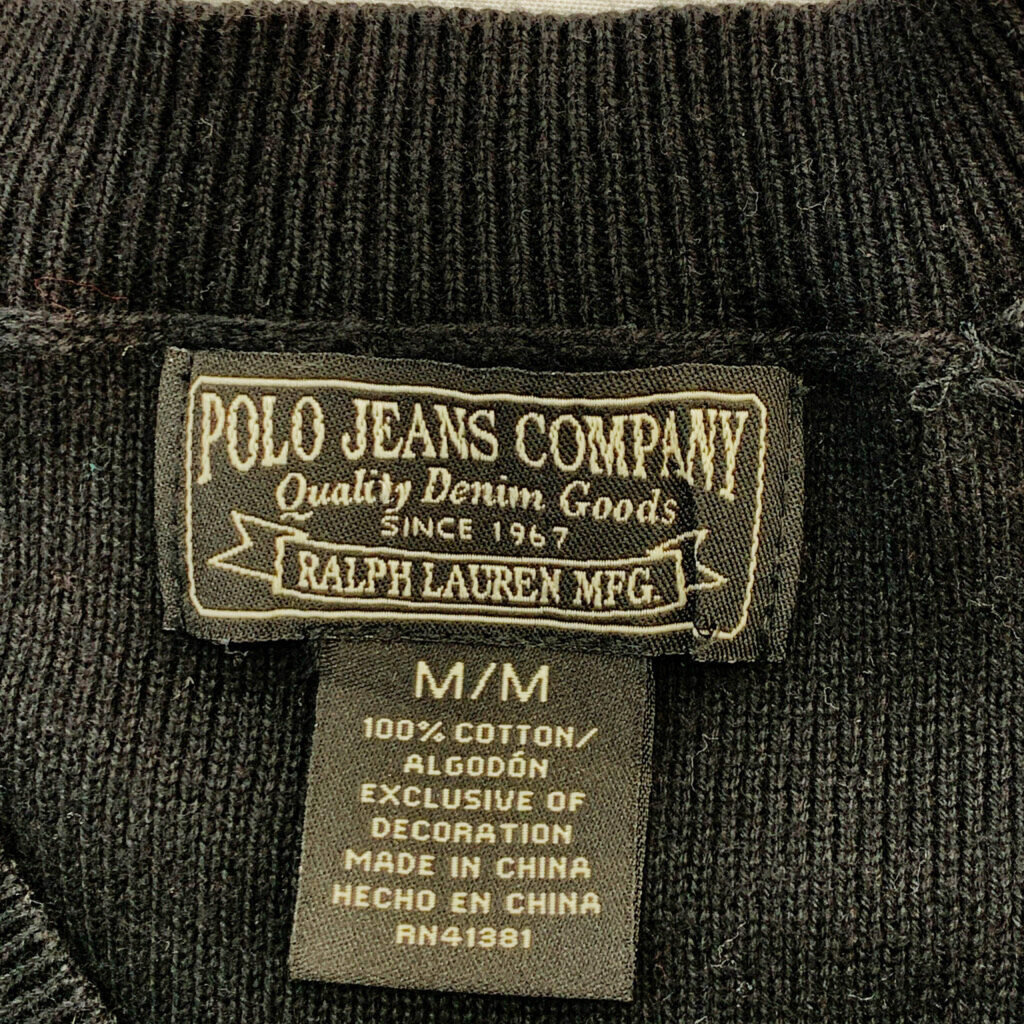 POLO JEANS COMPANY
Quality Denim Goods
SINCE 1967
RALPH LAUREN MFG.
M/M
100% COTTON/
ALGODÓN
EXCLUSIVE OF
DECORATION
MADE IN CHINA
HECHO EN CHINA
RN41381